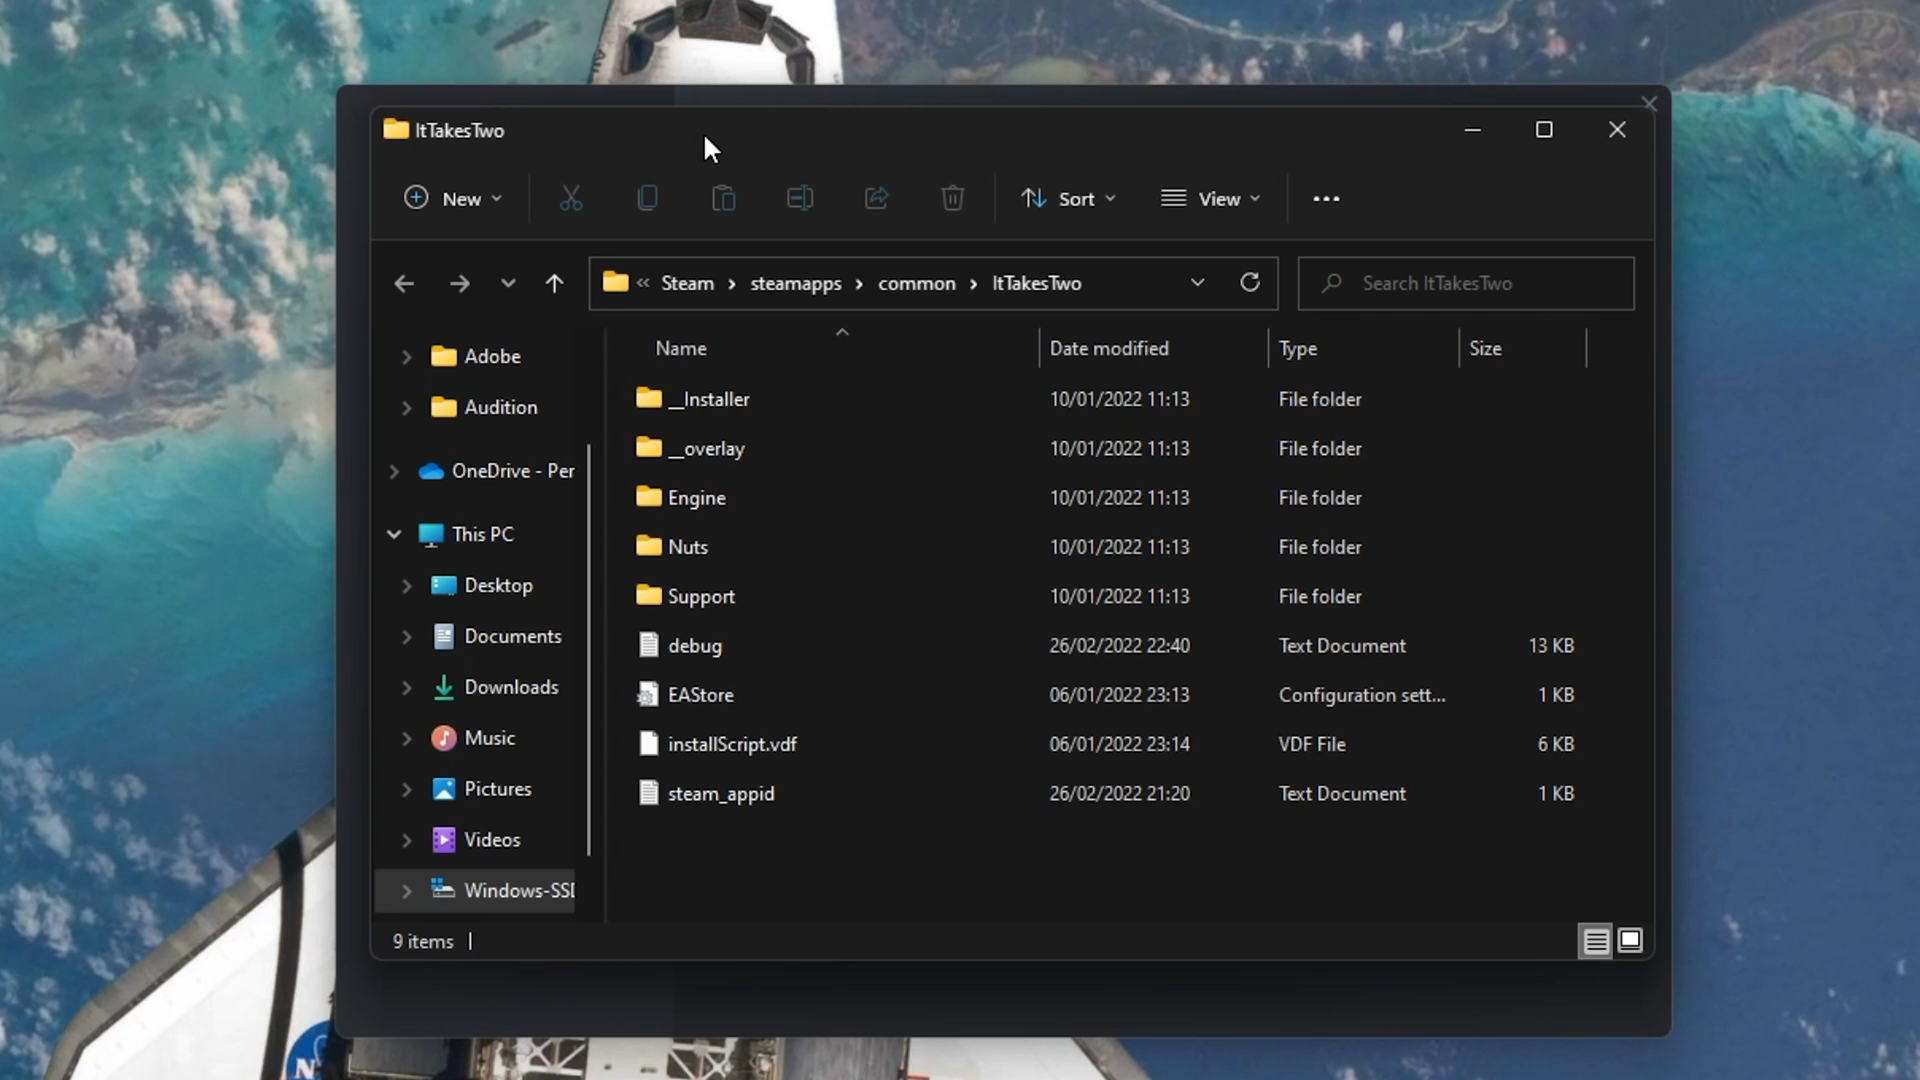 ItTakesTwo
New
Sort
View
« Steam › steamapps › common › ItTakesTwo
Search ItTakesTwo
Name
Date modified
Type
Size
Adobe
Audition
OneDrive - Per
This PC
Desktop
Documents
Downloads
Music
Pictures
Videos
Windows-SSD
__Installer 10/01/2022 11:13 File folder
__overlay 10/01/2022 11:13 File folder
Engine 10/01/2022 11:13 File folder
Nuts 10/01/2022 11:13 File folder
Support 10/01/2022 11:13 File folder
debug 26/02/2022 22:40 Text Document 13 KB
EAStore 06/01/2022 23:13 Configuration sett... 1 KB
installScript.vdf 06/01/2022 23:14 VDF File 6 KB
steam_appid 26/02/2022 21:20 Text Document 1 KB
9 items